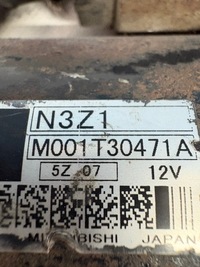 N3Z1
M001T30471A
5Z 07 12V
MITSUBISHI JAPAN